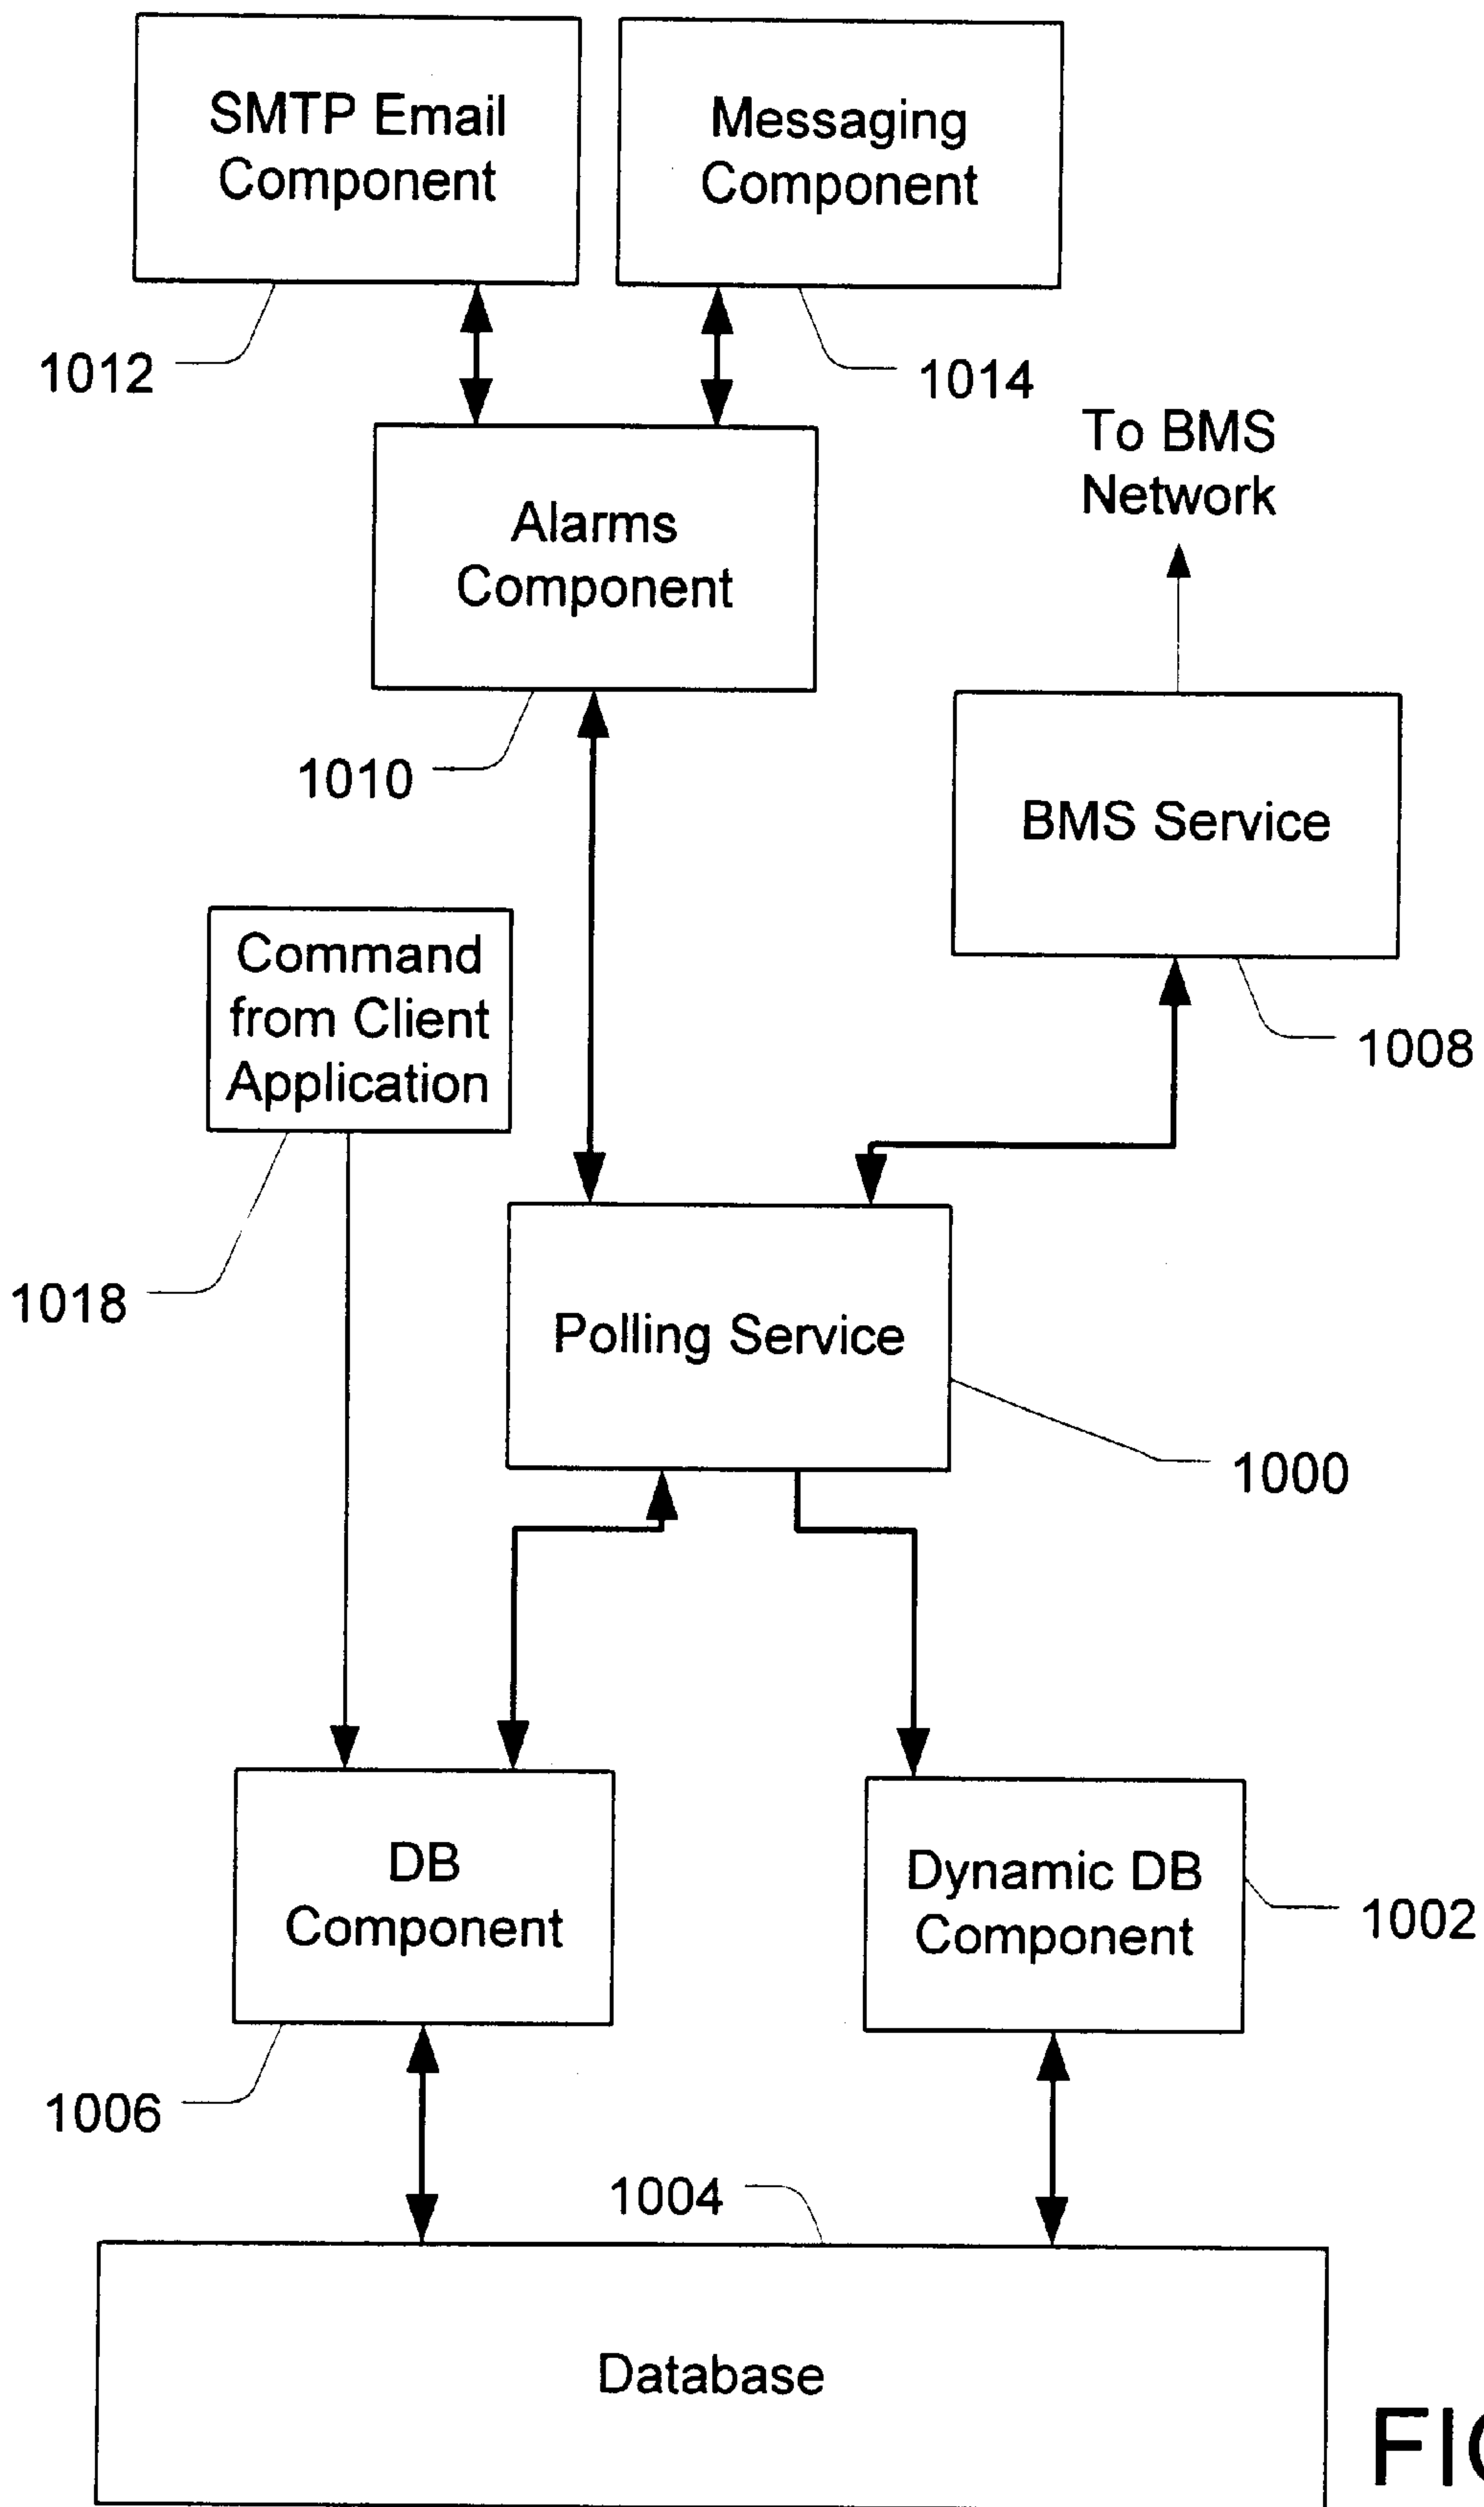 SMTP Email
Component
Messaging
Component
1012
1014
To BMS
Network
Alarms
Component
1010
BMS Service
1008
Command
from Client
Application
1018
Polling Service
1000
DB
Component
Dynamic DB
Component
1002
1006
1004
Database